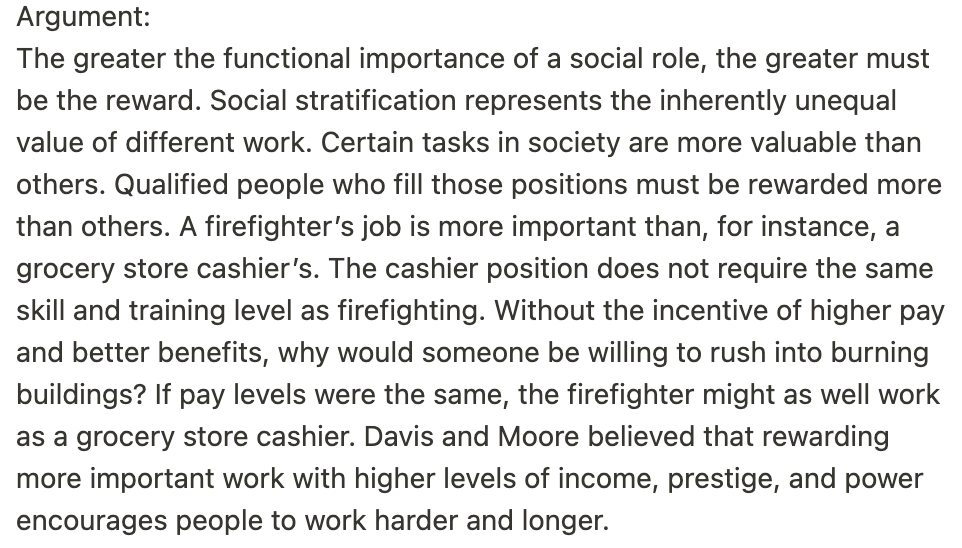 Argument:
The greater the functional importance of a social role, the greater must
be the reward. Social stratification represents the inherently unequal
value of different work. Certain tasks in society are more valuable than
others. Qualified people who fill those positions must be rewarded more
than others. A firefighter’s job is more important than, for instance, a
grocery store cashier’s. The cashier position does not require the same
skill and training level as firefighting. Without the incentive of higher pay
and better benefits, why would someone be willing to rush into burning
buildings? If pay levels were the same, the firefighter might as well work
as a grocery store cashier. Davis and Moore believed that rewarding
more important work with higher levels of income, prestige, and power
encourages people to work harder and longer.